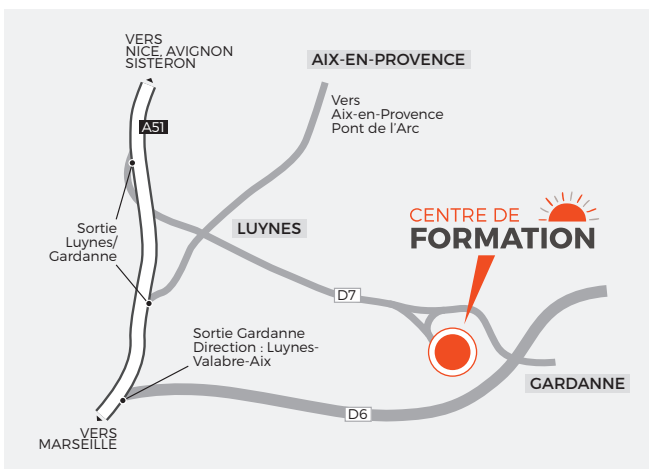 VERS
NICE, AVIGNON
SISTERON
AIX-EN-PROVENCE
Vers
Aix-en-Provence
Pont de l'Arc
A51
CENTRE DE
FORMATION
Sortie
Luynes/
Gardanne
LUYNES
D7
Sortie Gardanne
Direction : Luynes-
Valabre-Aix
GARDANNE
D6
VERS
MARSEILLE